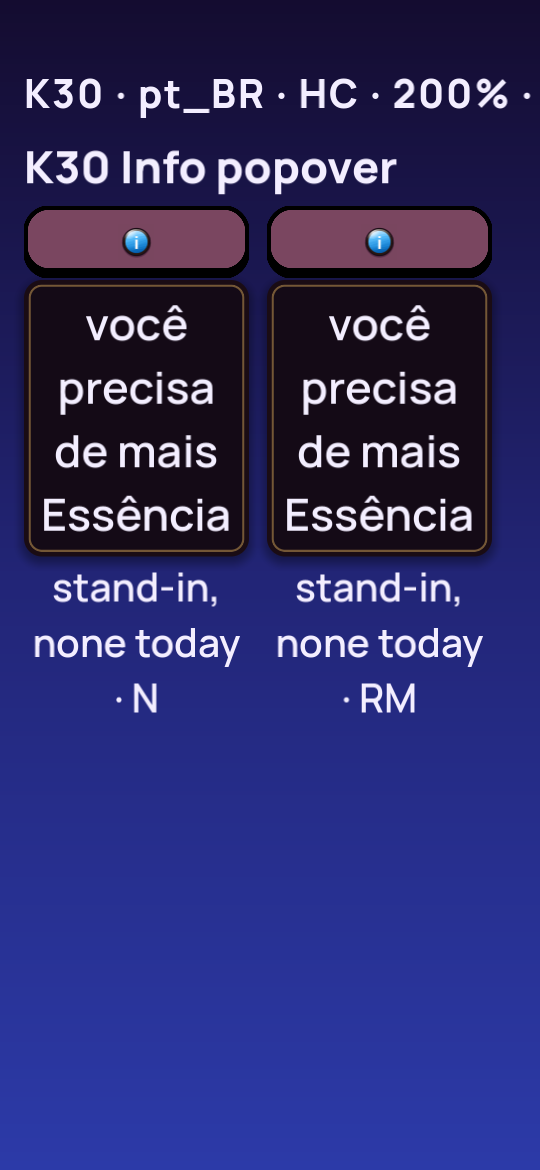 K30 · pt_BR · HC · 200% ·
K30 Info popover
você
precisa
de mais
Essência
você
precisa
de mais
Essência
stand-in,
none today
· N
stand-in,
none today
· RM